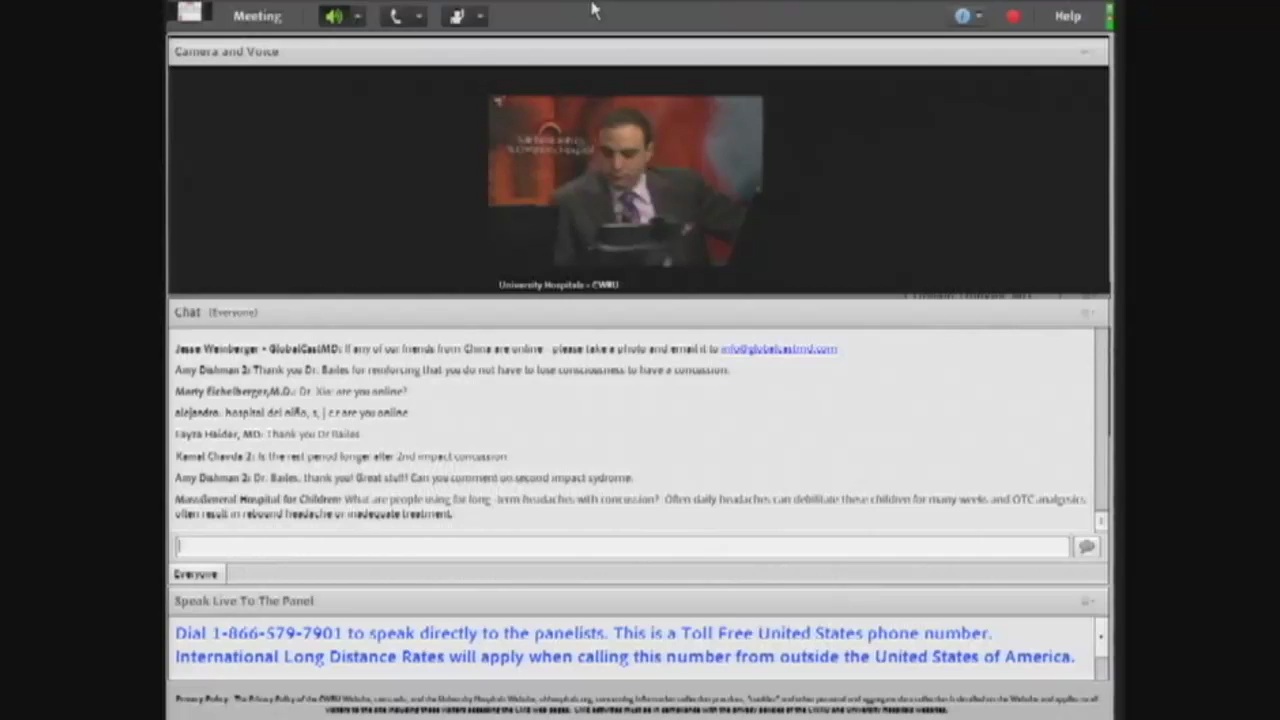 Meeting
Help
Camera and Voice
University Hospitals - CWRU
Chat (Everyone)
Jesse Weinberger - GlobalCastMD: If any of our friends from China are online - please take a photo and email it to info@globalcastmd.com
Amy Dishman 2: Thank you Dr. Bailes for reinforcing that you do not have to lose consciousness to have a concussion.
Marty Eichelberger,M.D.: Dr. Xia: are you online?
alejandro. hospital del niño, s, j c.r are you online
Fayza Haider, MD: Thank you Dr Bailes
Kamal Chavda 2: Is the rest period longer after 2nd impact concussion
Amy Dishman 2: Dr. Bailes, thank you! Great stuff! Can you comment on second impact sydrome.
MassGeneral Hospital for Children: What are people using for long -term headaches with concussion? Often daily headaches can debilitate these children for many weeks and OTC analgesics
often result in rebound headache or inadequate treatment.
Everyone
Speak Live To The Panel
Dial 1-866-579-7901 to speak directly to the panelists. This is a Toll Free United States phone number.
International Long Distance Rates will apply when calling this number from outside the United States of America.